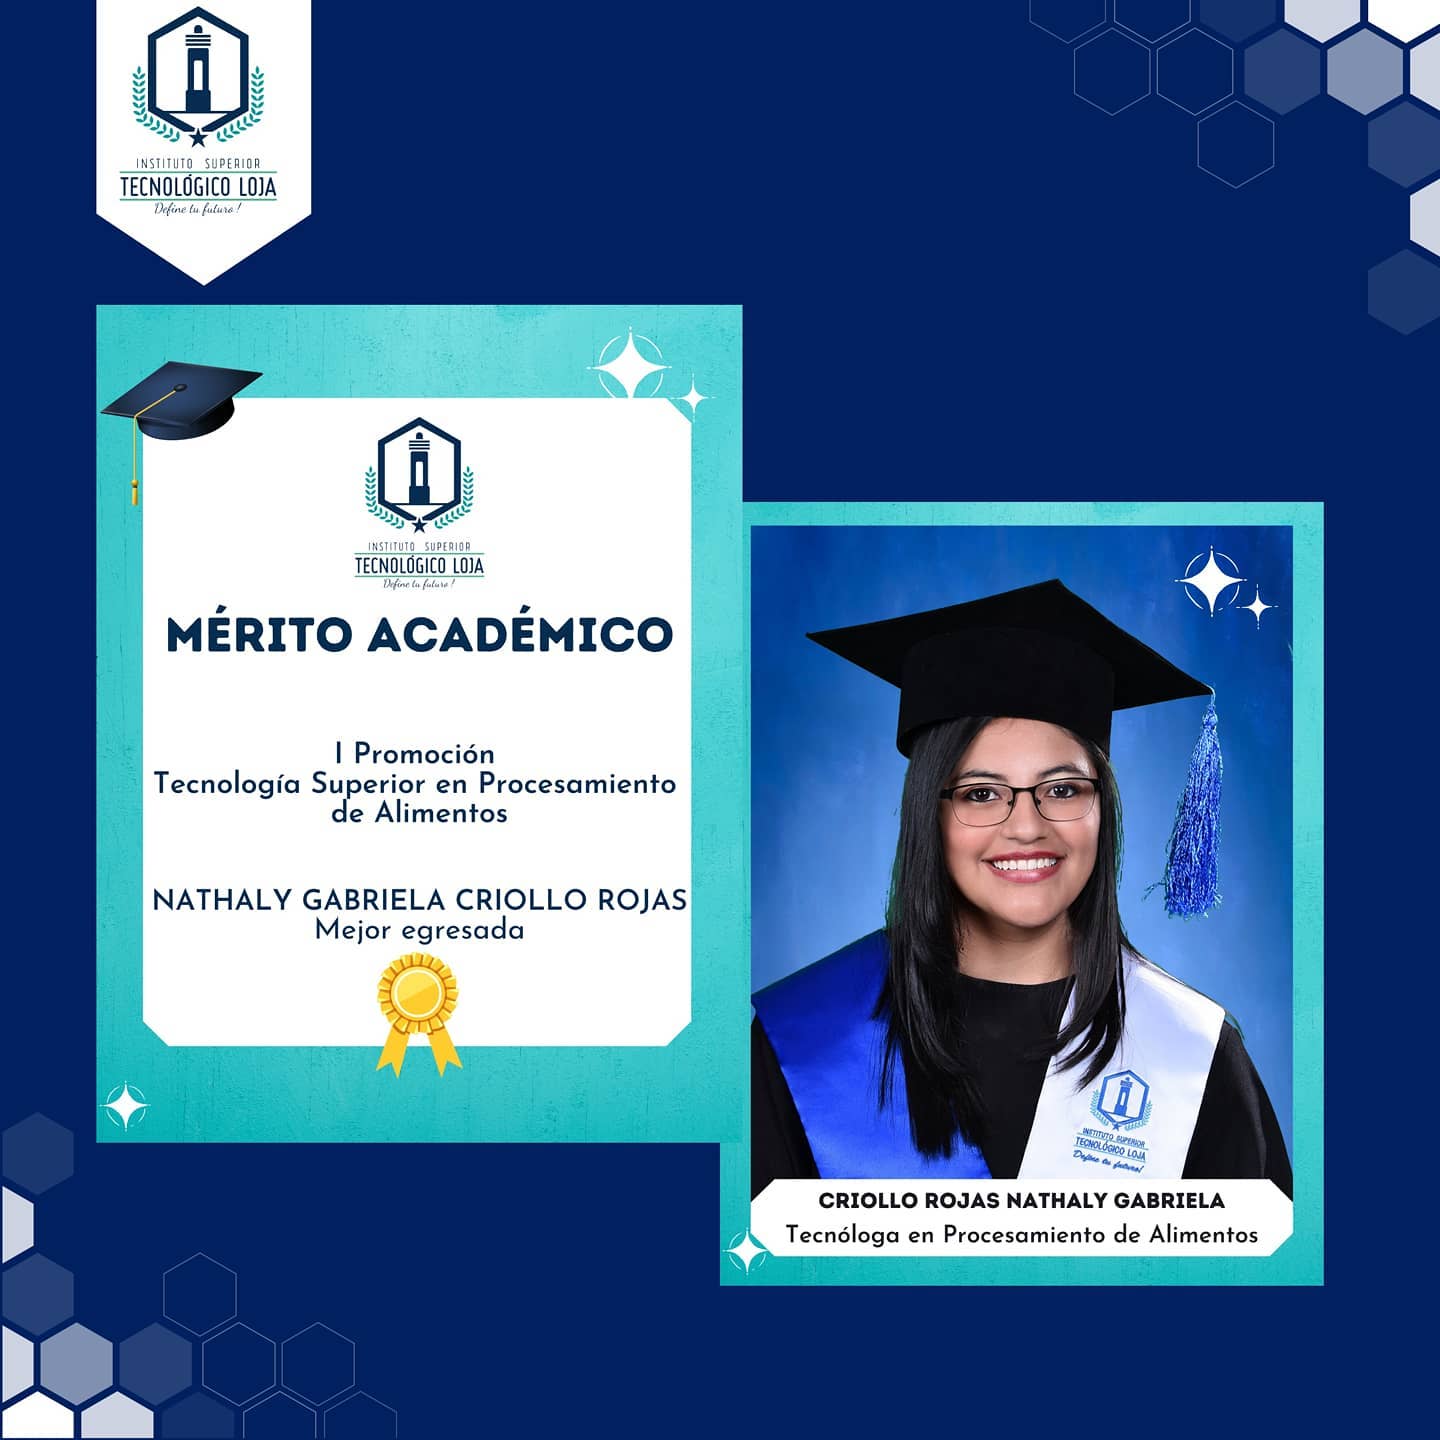 INSTITUTO SUPERIOR
TECNOLÓGICO LOJA
Define tu futuro !
INSTITUTO SUPERIOR
TECNOLÓGICO LOJA
Define tu futuro !
MÉRITO ACADÉMICO
I Promoción
Tecnología Superior en Procesamiento
de Alimentos
NATHALY GABRIELA CRIOLLO ROJAS
Mejor egresada
INSTITUTO SUPERIOR
TECNOLÓGICO LOJA
Define tu futuro!
CRIOLLO ROJAS NATHALY GABRIELA
Tecnóloga en Procesamiento de Alimentos